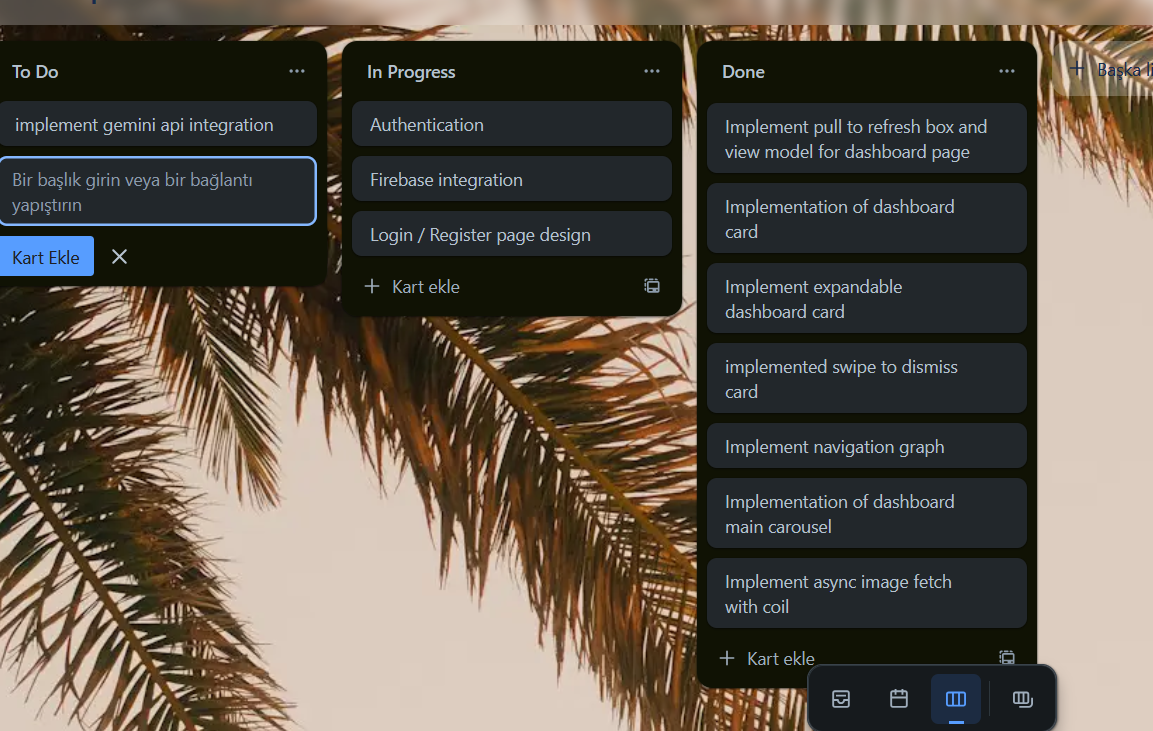 To Do
implement gemini api integration
Bir başlık girin veya bir bağlantı
yapıştırın
Kart Ekle
In Progress
Authentication
Firebase integration
Login / Register page design
Kart ekle
Done
Implement pull to refresh box and
view model for dashboard page
Implementation of dashboard
card
Implement expandable
dashboard card
implemented swipe to dismiss
card
Implement navigation graph
Implementation of dashboard
main carousel
Implement async image fetch
with coil
Kart ekle
Başka li